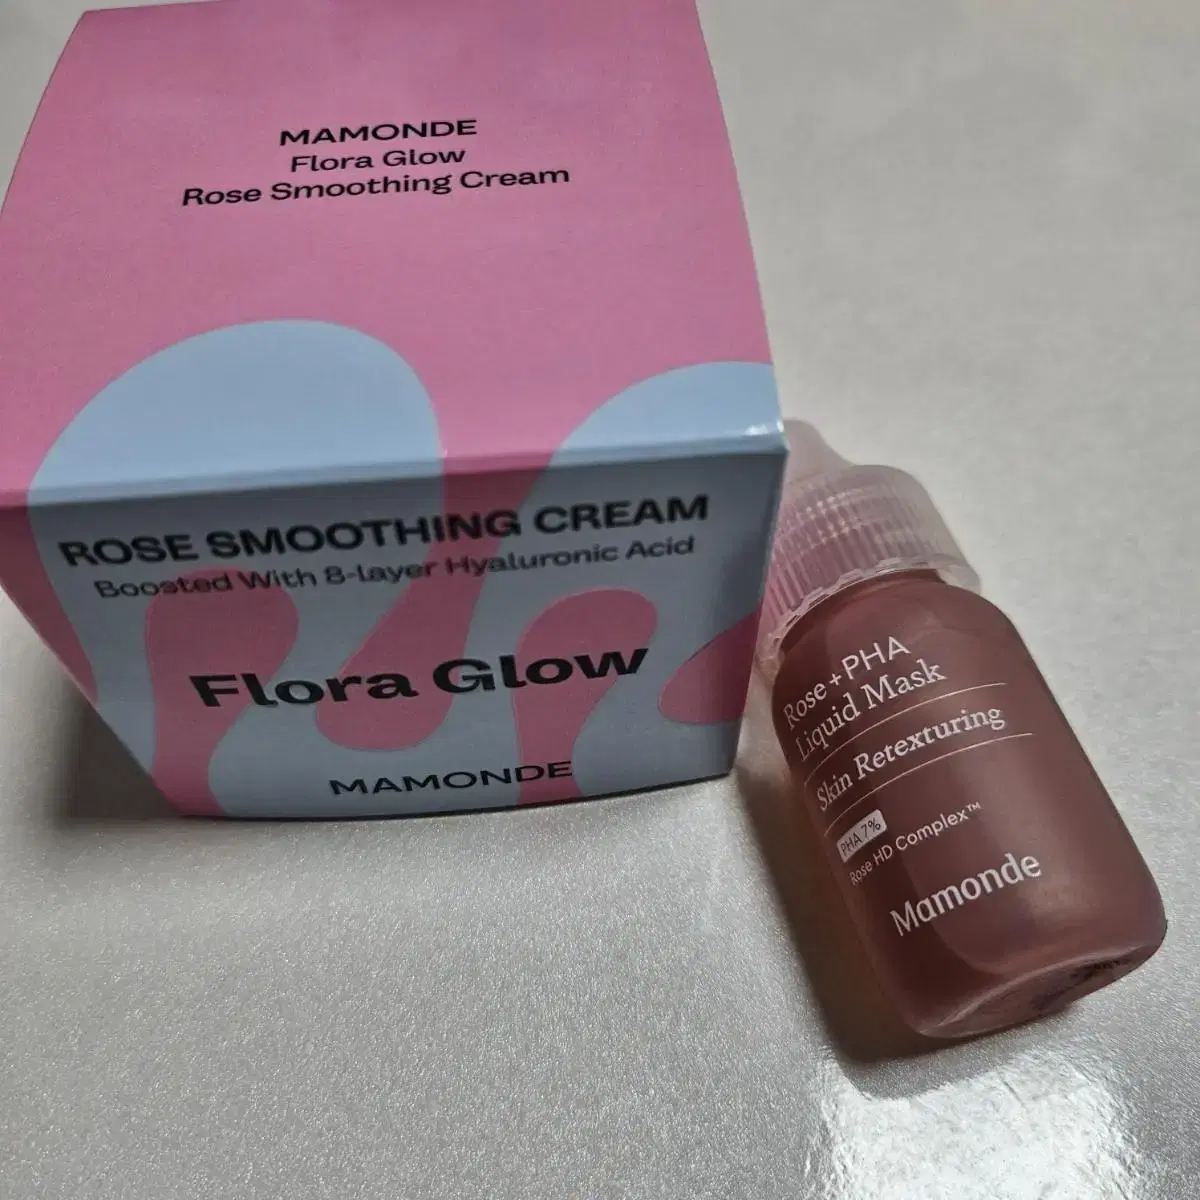 MAMONDE
Flora Glow
Rose Smoothing Cream
ROSE SMOOTHING CREAM
Boosted With 8-layer Hyaluronic Acid
Flora Glow
MAMONDE
Rose + PHA
Liquid Mask
Skin Retexturing
PHA 7%
Rose HD Complex™
Mamonde